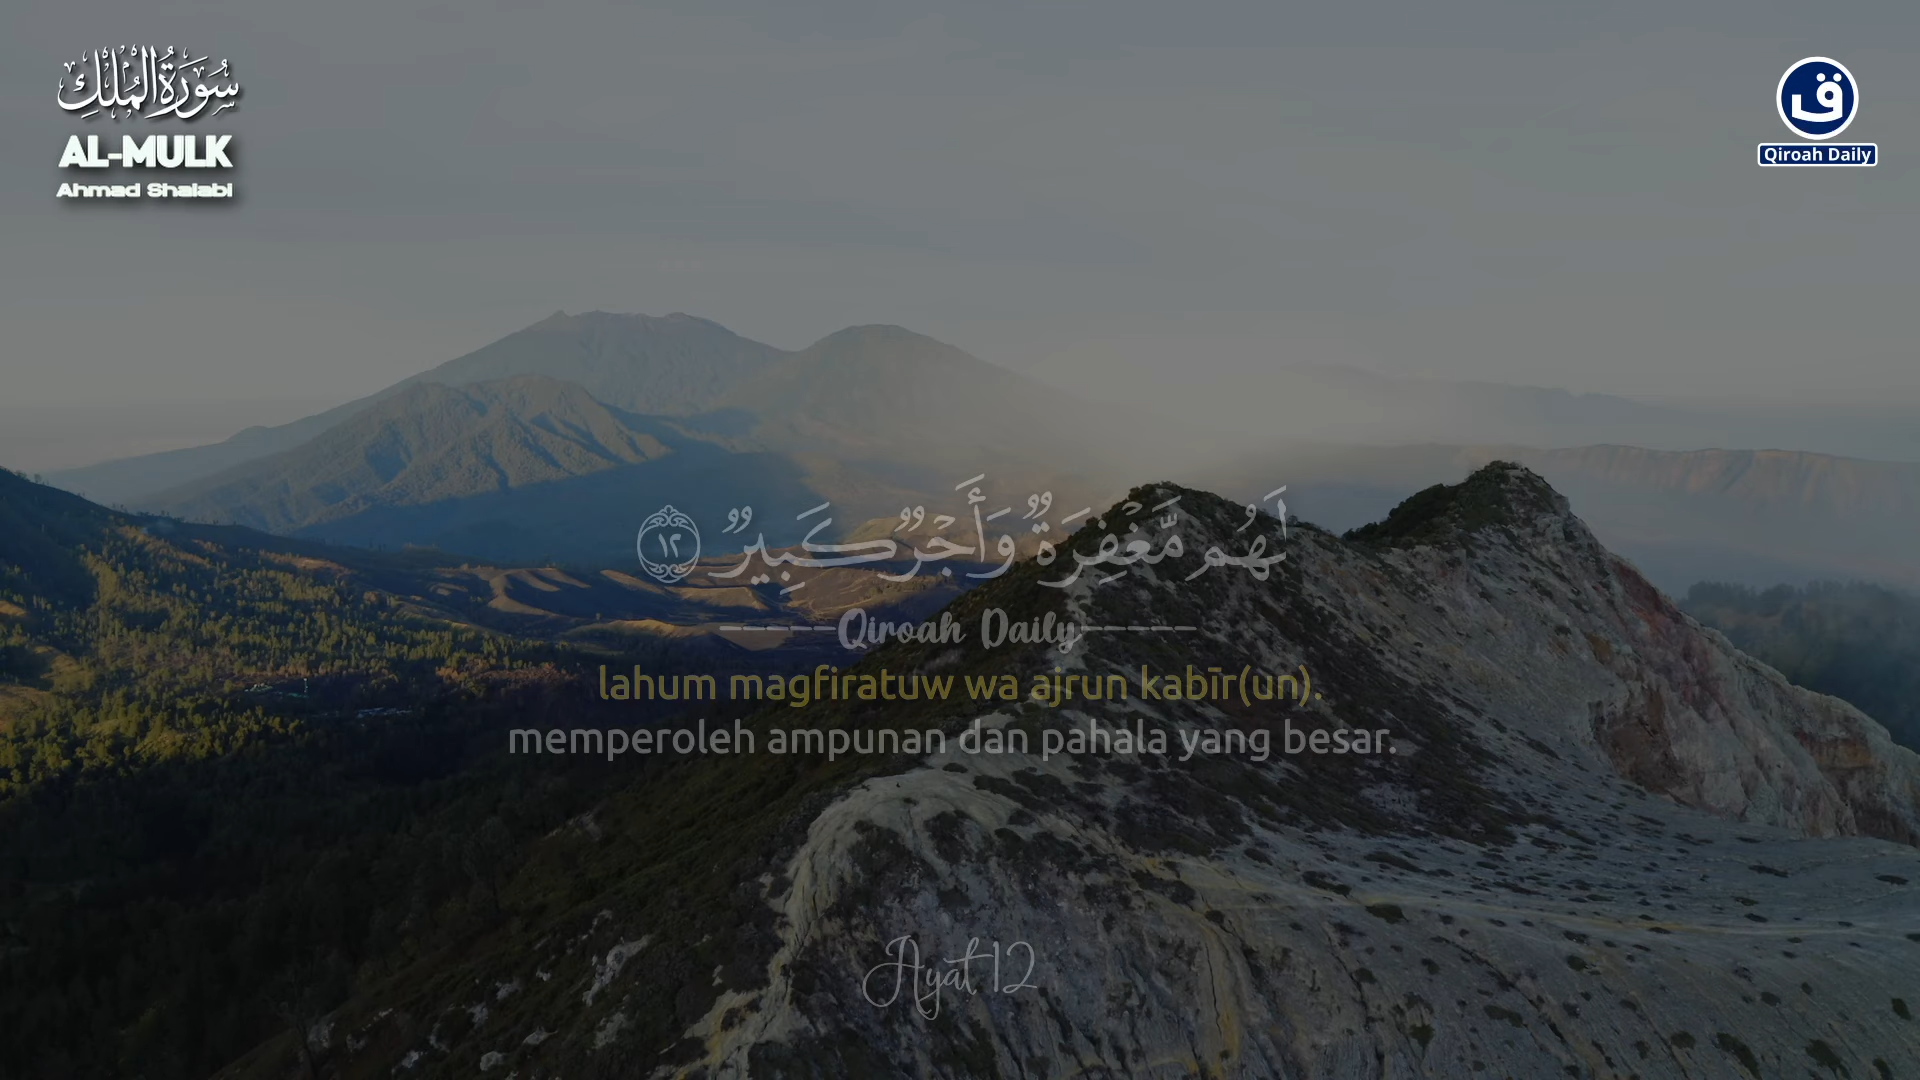 سُورَةُ الْمُلْكِ
AL-MULK
Ahmad Shalabi
ق
Qiroah Daily
لَهُم مَّغْفِرَةٌ وَأَجْرٌ كَبِيرٌ ١٢
Qiroah Daily
lahum magfiratuw wa ajrun kabīr(un).
memperoleh ampunan dan pahala yang besar.
Ayat 12